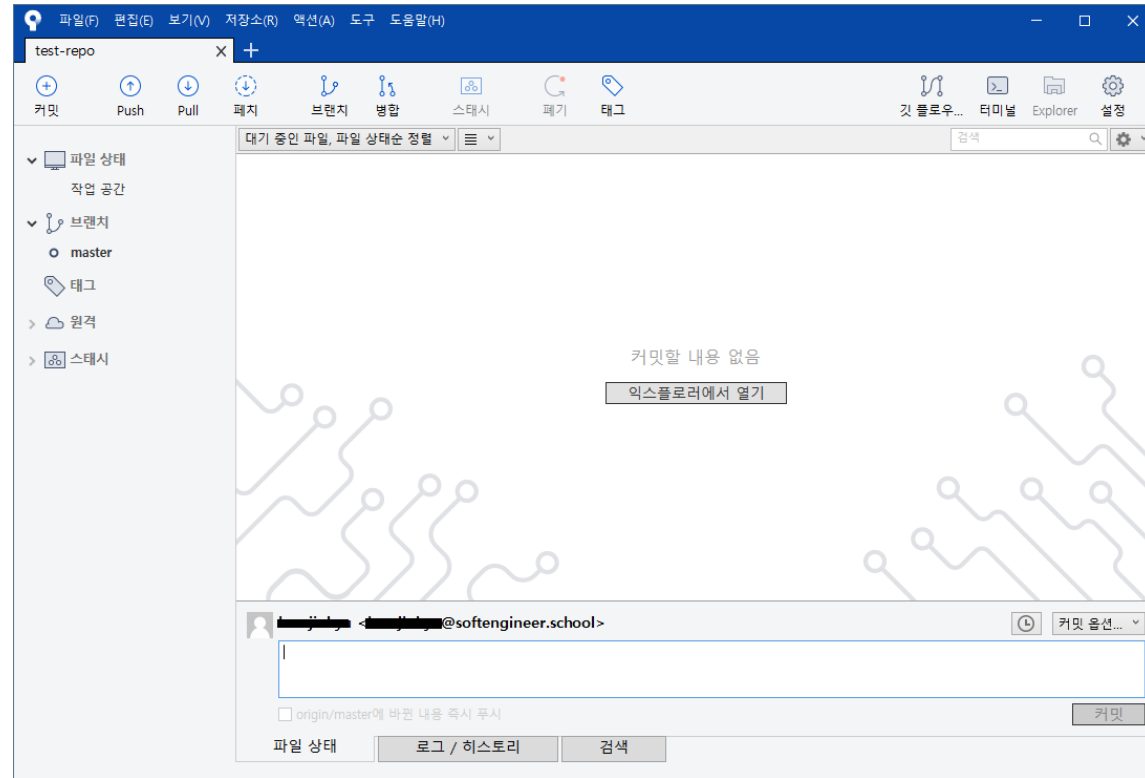 파일(F) 편집(E) 보기(V) 저장소(R) 액션(A) 도구 도움말(H)
test-repo
커밋 Push Pull 패치 브랜치 병합 스태시 폐기 태그 깃 플로우... 터미널 Explorer 설정
대기 중인 파일, 파일 상태순 정렬 검색
파일 상태
작업 공간
브랜치
master
태그
원격
스태시
커밋할 내용 없음
익스플로러에서 열기
@softengineer.school>
커밋 옵션...
origin/master에 바뀐 내용 즉시 푸시
커밋
파일 상태 로그 / 히스토리 검색